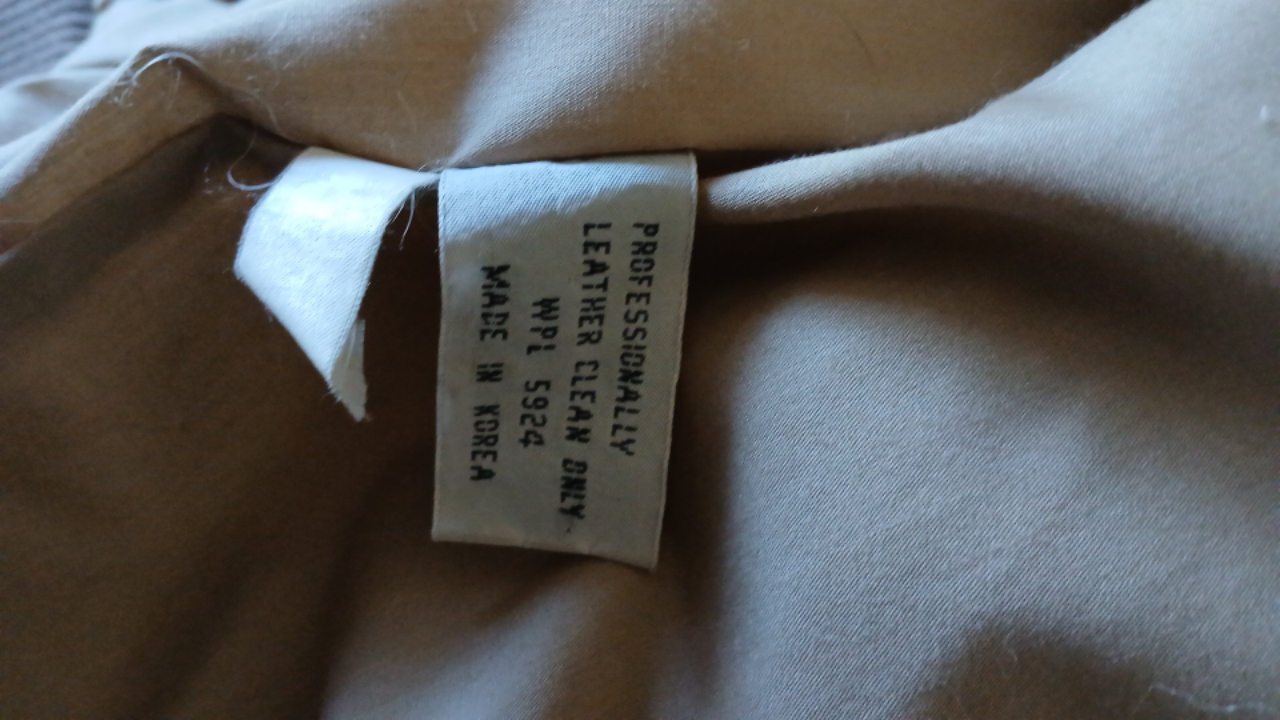 PROFESSIONALLY
LEATHER CLEAN ONLY.
WPL 5924
MADE IN KOREA